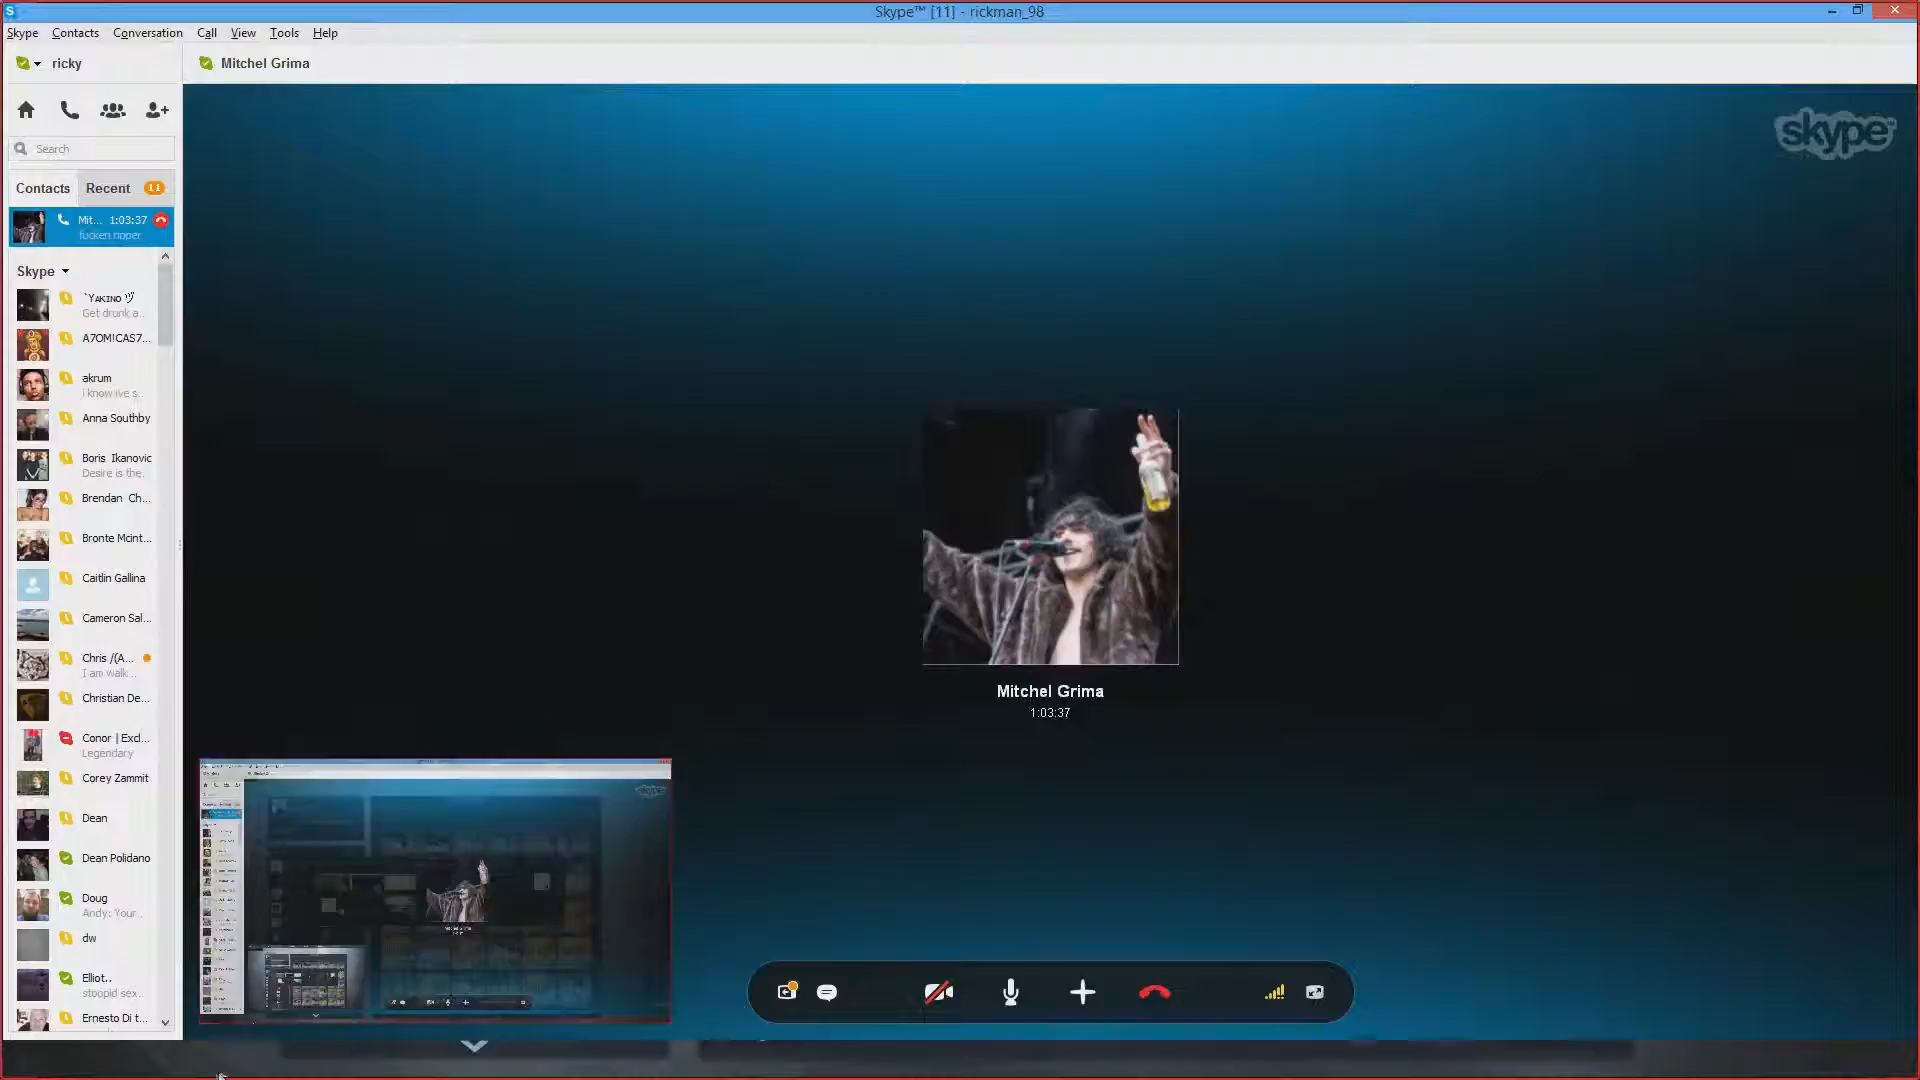 Skype™ [11] - rickman_98
Skype Contacts Conversation Call View Tools Help
ricky
Mitchel Grima
skype
Search
Contacts Recent 11
Mit... 1:03:37
fucken ripper
Skype
`Yᴀᴋɪɴᴏ ヅ
Get drunk a..
A7OM!CAS7...
akrum
i know ive s..
Anna Southby
Boris Ikanovic
Desire is the.
Brendan Ch...
Bronte Mcint...
Caitlin Gallina
Cameron Sal...
Chris /(A...
I am walk...
Christian De...
Conor | Excl...
Legendary
Corey Zammit
Dean
Dean Polidano
Doug
Andy: Your..
dw
Elliot..
stoopid sex..
Ernesto Di t...
Mitchel Grima
1:03:37